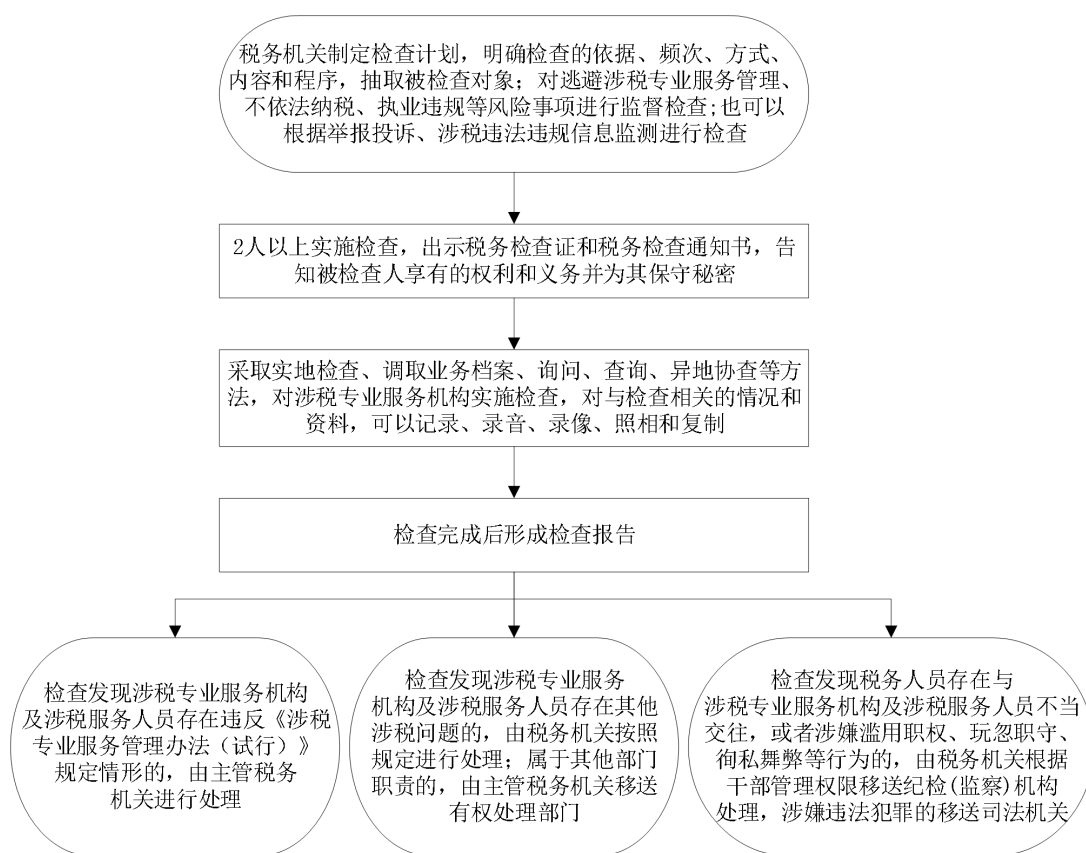 税务机关制定检查计划，明确检查的依据、频次、方式、
内容和程序，抽取被检查对象；对逃避涉税专业服务管理、
不依法纳税、执业违规等风险事项进行监督检查;也可以
根据举报投诉、涉税违法违规信息监测进行检查
2人以上实施检查，出示税务检查证和税务检查通知书，告
知被检查人享有的权利和义务并为其保守秘密
采取实地检查、调取业务档案、询问、查询、异地协查等方
法，对涉税专业服务机构实施检查，对与检查相关的情况和
资料，可以记录、录音、录像、照相和复制
检查完成后形成检查报告
检查发现涉税专业服务机构
及涉税服务人员存在违反《涉税
专业服务管理办法（试行）》
规定情形的，由主管税务
机关进行处理
检查发现涉税专业服务
机构及涉税服务人员存在其他
涉税问题的，由税务机关按照
规定进行处理；属于其他部门
职责的，由主管税务机关移送
有权处理部门
检查发现税务人员存在与
涉税专业服务机构及涉税服务人员不当
交往，或者涉嫌滥用职权、玩忽职守、
徇私舞弊等行为的，由税务机关根据
干部管理权限移送纪检(监察)机构
处理，涉嫌违法犯罪的移送司法机关